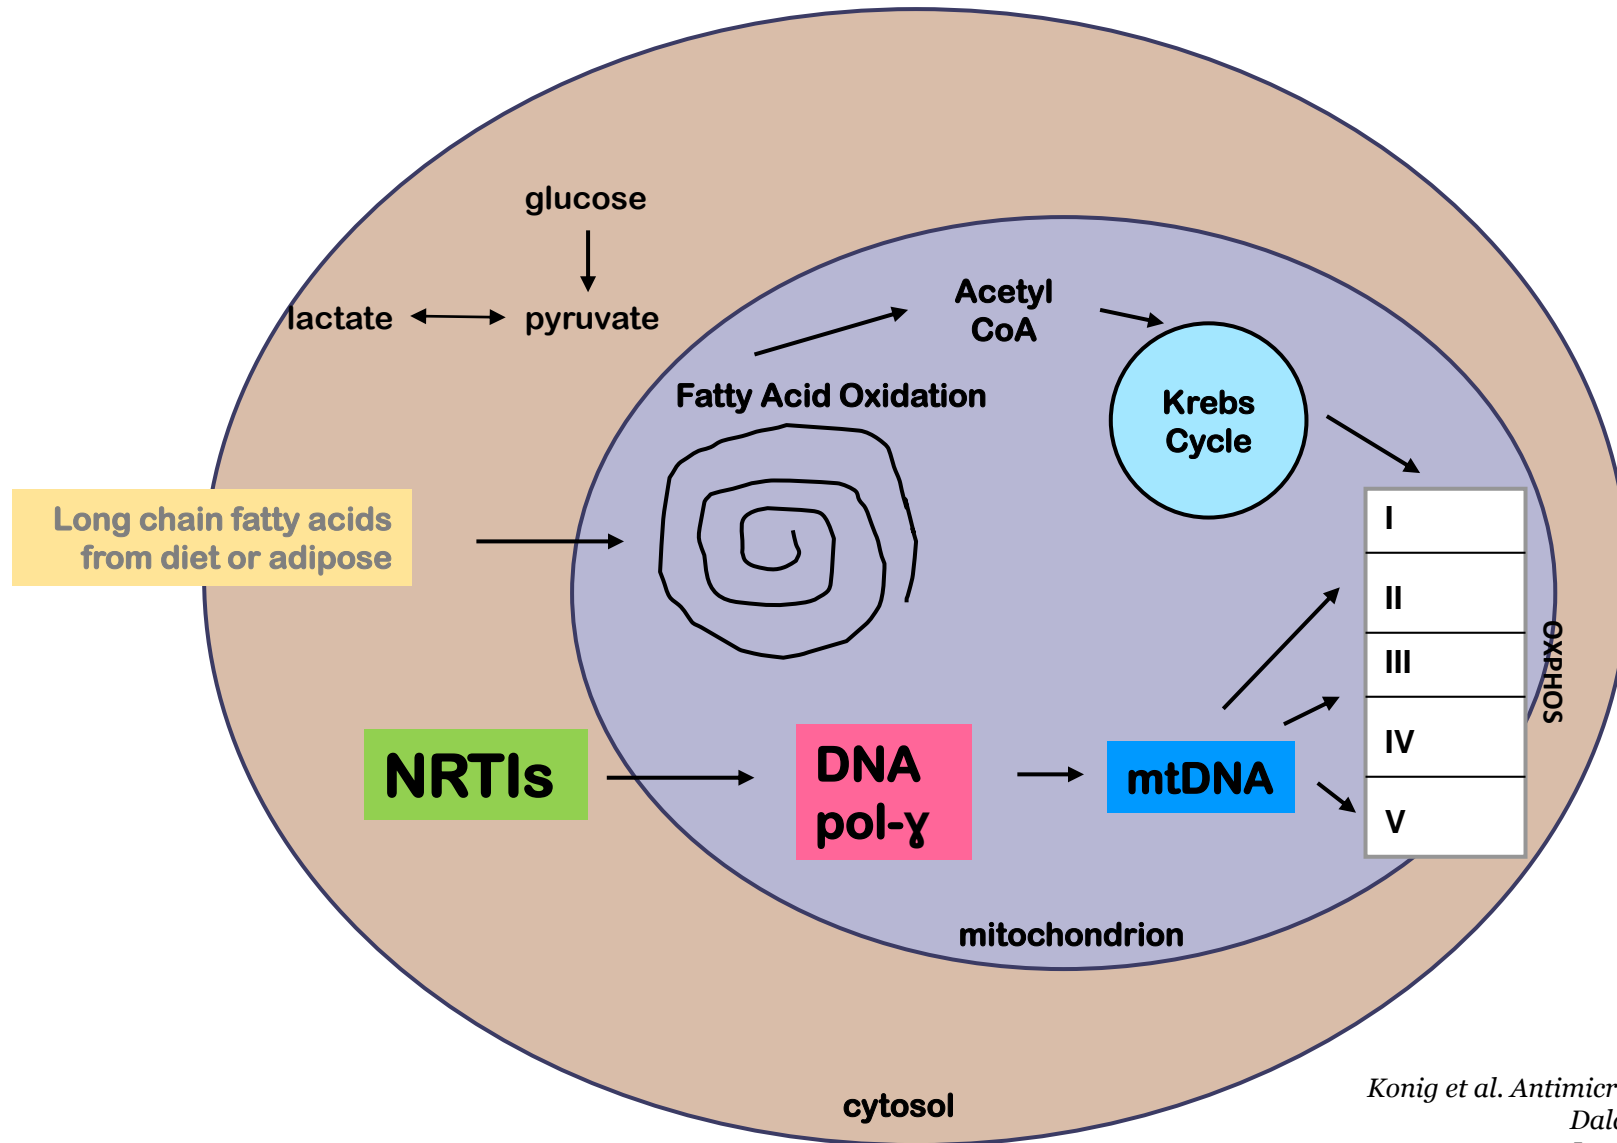 glucose
lactate
pyruvate
Acetyl
CoA
Fatty Acid Oxidation
Krebs
Cycle
Long chain fatty acids
from diet or adipose
I
II
III
IV
V
OXPHOS
NRTIs
DNA
pol-ɣ
mtDNA
mitochondrion
cytosol
Konig et al. Antimicr